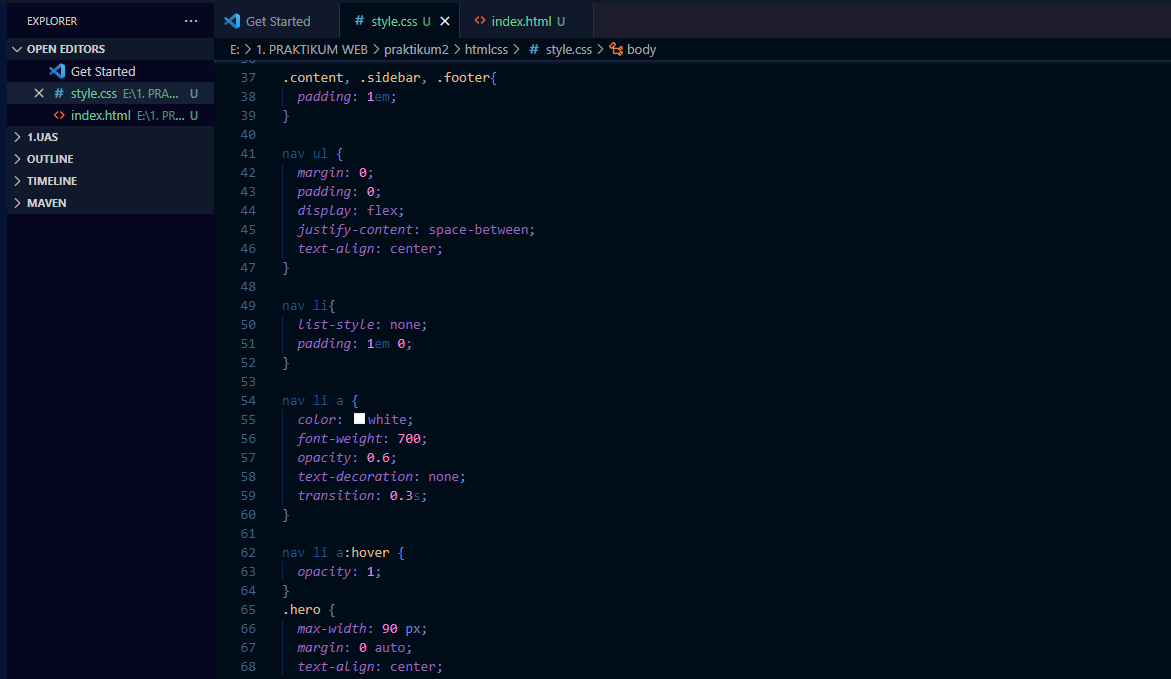 EXPLORER ...
OPEN EDITORS
Get Started
# style.css E:\1. PRA... U
<> index.html E:\1. PR... U
1.UAS
OUTLINE
TIMELINE
MAVEN
Get Started # style.css U <> index.html U
E: > 1. PRAKTIKUM WEB > praktikum2 > htmlcss > # style.css > body
37 .content, .sidebar, .footer{
38 padding: 1em;
39 }
40
41 nav ul {
42 margin: 0;
43 padding: 0;
44 display: flex;
45 justify-content: space-between;
46 text-align: center;
47 }
48
49 nav li{
50 list-style: none;
51 padding: 1em 0;
52 }
53
54 nav li a {
55 color: white;
56 font-weight: 700;
57 opacity: 0.6;
58 text-decoration: none;
59 transition: 0.3s;
60 }
61
62 nav li a:hover {
63 opacity: 1;
64 }
65 .hero {
66 max-width: 90 px;
67 margin: 0 auto;
68 text-align: center;